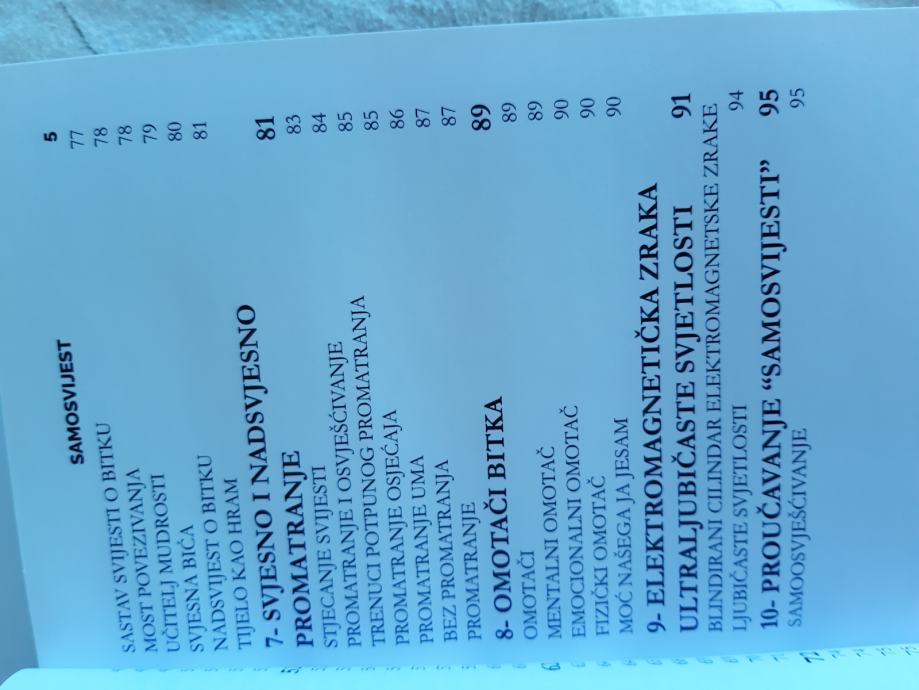 SAMOSVIJEST 5
SASTAV SVIJESTI O BITKU 77
MOST POVEZIVANJA 78
UČITELJ MUDROSTI 78
SVJESNA BIĆA 79
NADSVIJEST O BITKU 80
TIJELO KAO HRAM 81
7- SVJESNO I NADSVJESNO
PROMATRANJE 81
STJECANJE SVIJESTI 83
PROMATRANJE I OSVJEŠĆIVANJE 84
TRENUCI POTPUNOG PROMATRANJA 85
PROMATRANJE OSJEĆAJA 85
PROMATRANJE UMA 86
BEZ PROMATRANJA 87
PROMATRANJE 87
8- OMOTAČI BITKA 89
OMOTAČI 89
MENTALNI OMOTAČ 89
EMOCIONALNI OMOTAČ 90
FIZIČKI OMOTAČ 90
MOĆ NAŠEGA JA JESAM 90
9- ELEKTROMAGNETIČKA ZRAKA
ULTRALJUBIČASTE SVJETLOSTI 91
BLINDIRANI CILINDAR ELEKTROMAGNETSKE ZRAKE
LJUBIČASTE SVJETLOSTI 94
10- PROUČAVANJE “SAMOSVIJESTI” 95
SAMOOSVJEŠĆIVANJE 95